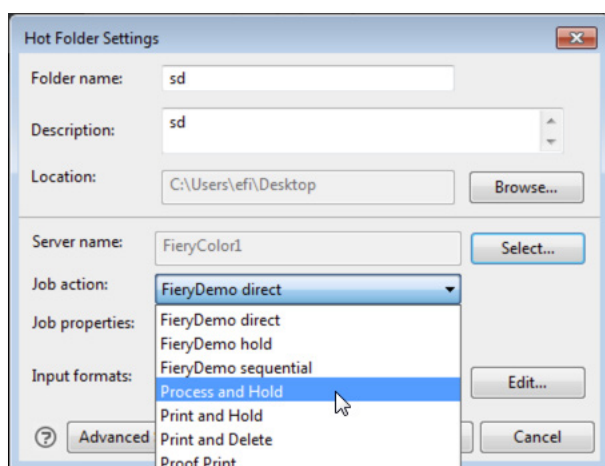 Hot Folder Settings
Folder name: sd
Description: sd
Location: C:\Users\efi\Desktop Browse...
Server name: FieryColor1 Select...
Job action: FieryDemo direct
Job properties: FieryDemo direct
FieryDemo hold
FieryDemo sequential
Input formats: Edit...
Process and Hold
Print and Hold
? Advanced Print and Delete Cancel
Proof Print